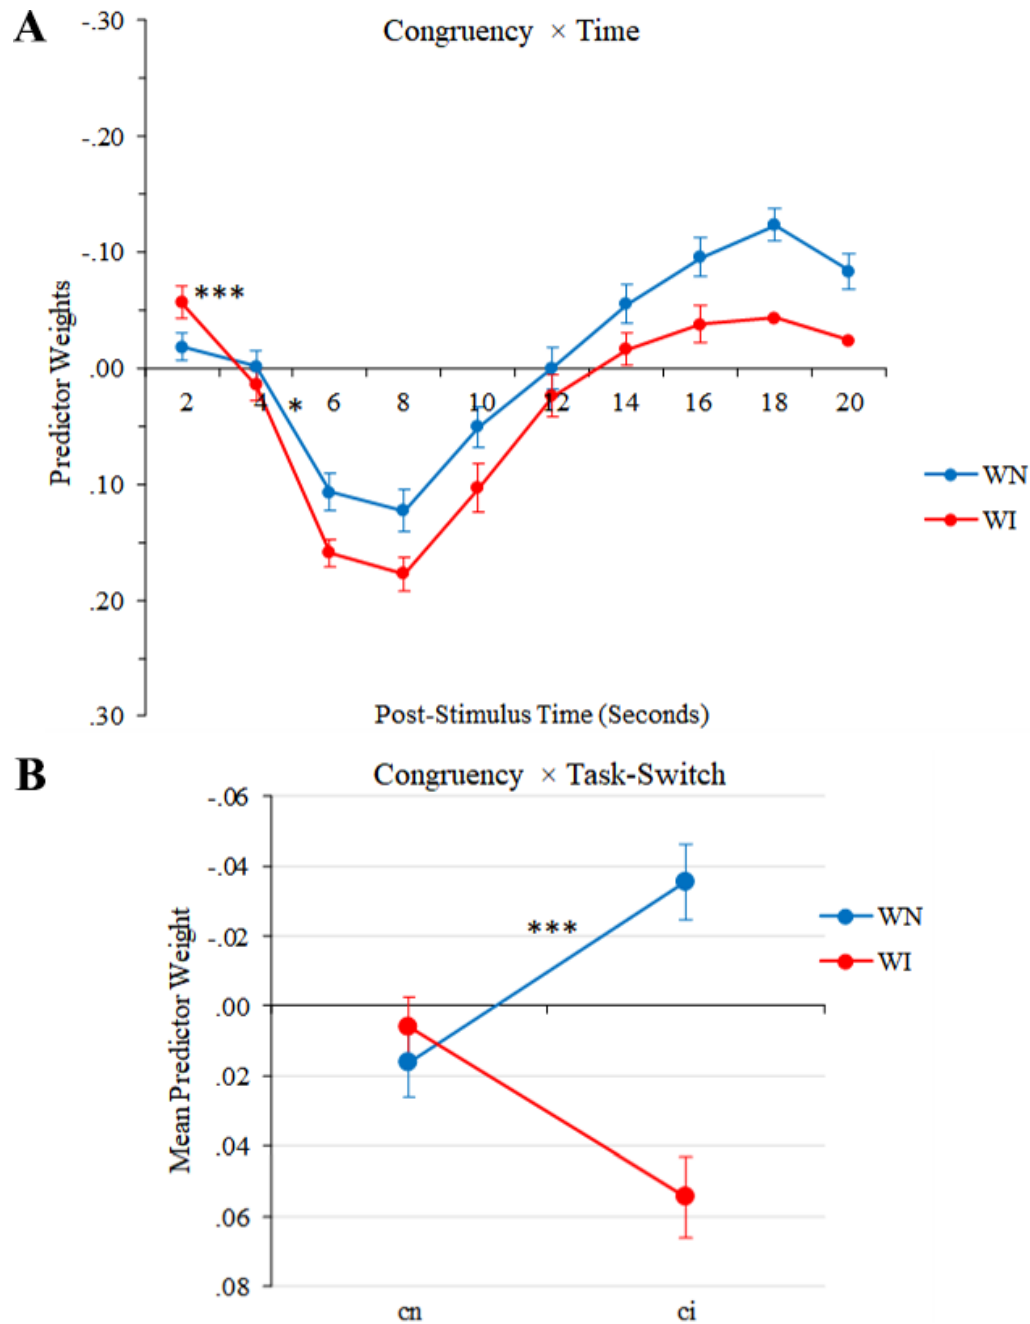 A
Congruency × Time
-.30
-.20
-.10
.00
.10
.20
.30
Predictor Weights
***
*
2 4 6 8 10 12 14 16 18 20
WN
WI
Post-Stimulus Time (Seconds)
B
Congruency × Task-Switch
-.06
-.04
-.02
.00
.02
.04
.06
.08
Mean Predictor Weight
***
WN
WI
cn ci